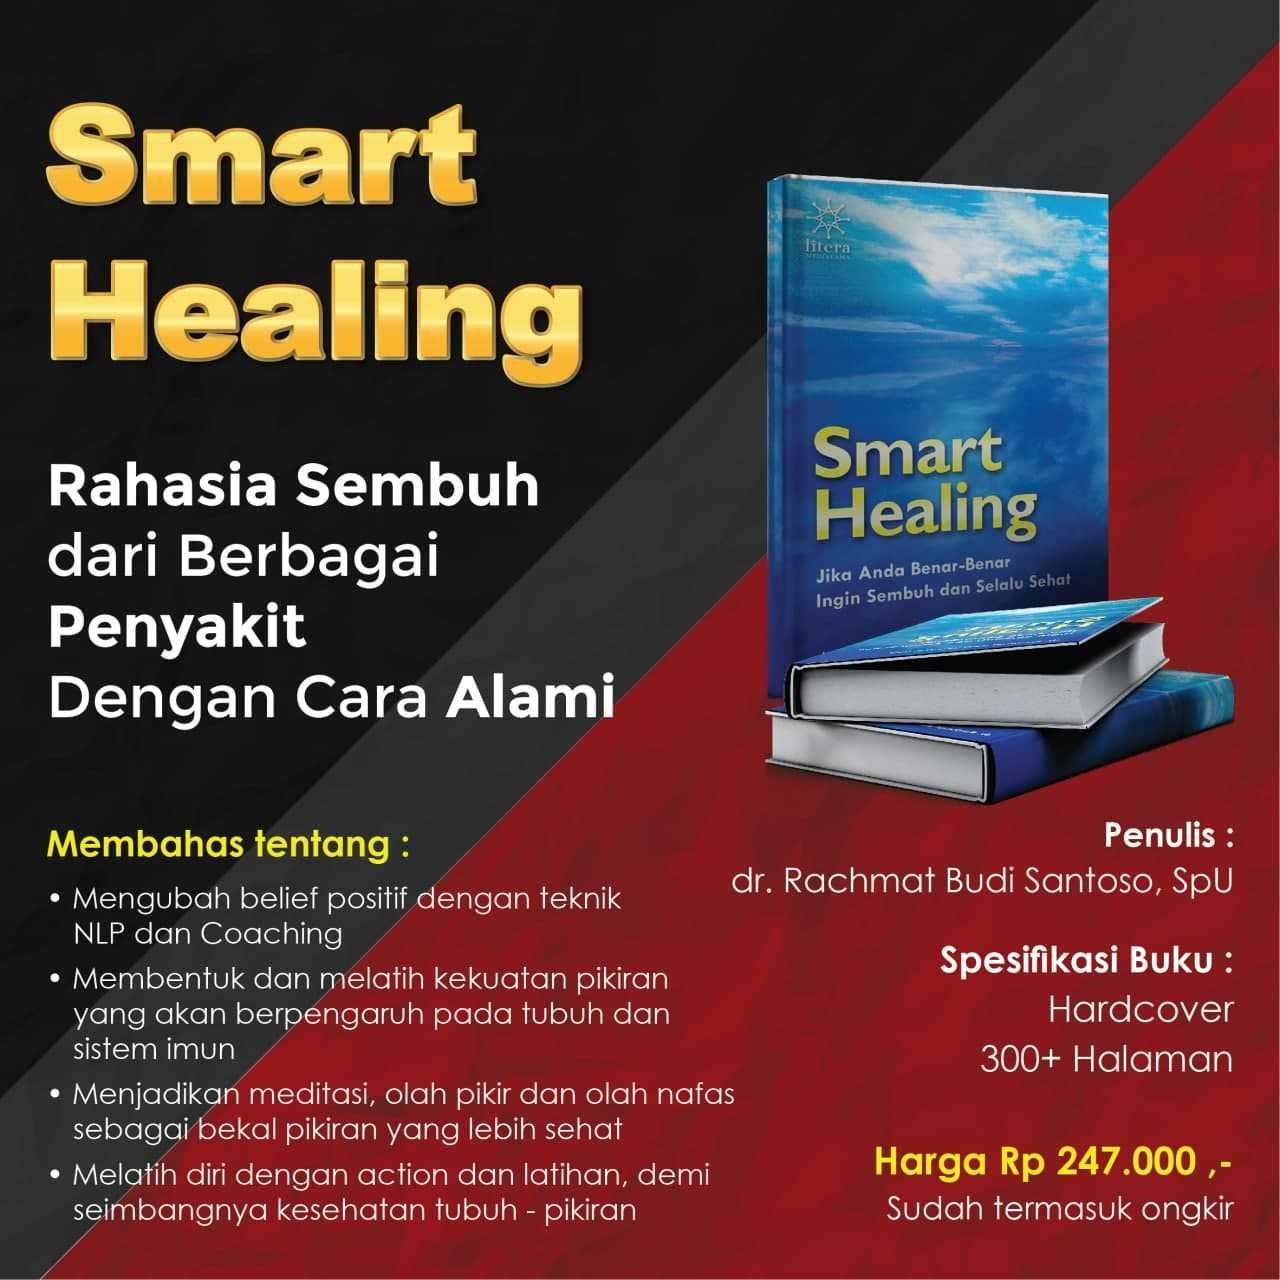 Smart
Healing
Rahasia Sembuh
dari Berbagai
Penyakit
Dengan Cara Alami
Membahas tentang :
• Mengubah belief positif dengan teknik
NLP dan Coaching
• Membentuk dan melatih kekuatan pikiran
yang akan berpengaruh pada tubuh dan
sistem imun
• Menjadikan meditasi, olah pikir dan olah nafas
sebagai bekal pikiran yang lebih sehat
• Melatih diri dengan action dan latihan, demi
seimbangnya kesehatan tubuh - pikiran
litera
Smart
Healing
Jika Anda Benar-Benar
Ingin Sembuh dan Selalu Sehat
Penulis :
dr. Rachmat Budi Santoso, SpU
Spesifikasi Buku :
Hardcover
300+ Halaman
Harga Rp 247.000 ,-
Sudah termasuk ongkir